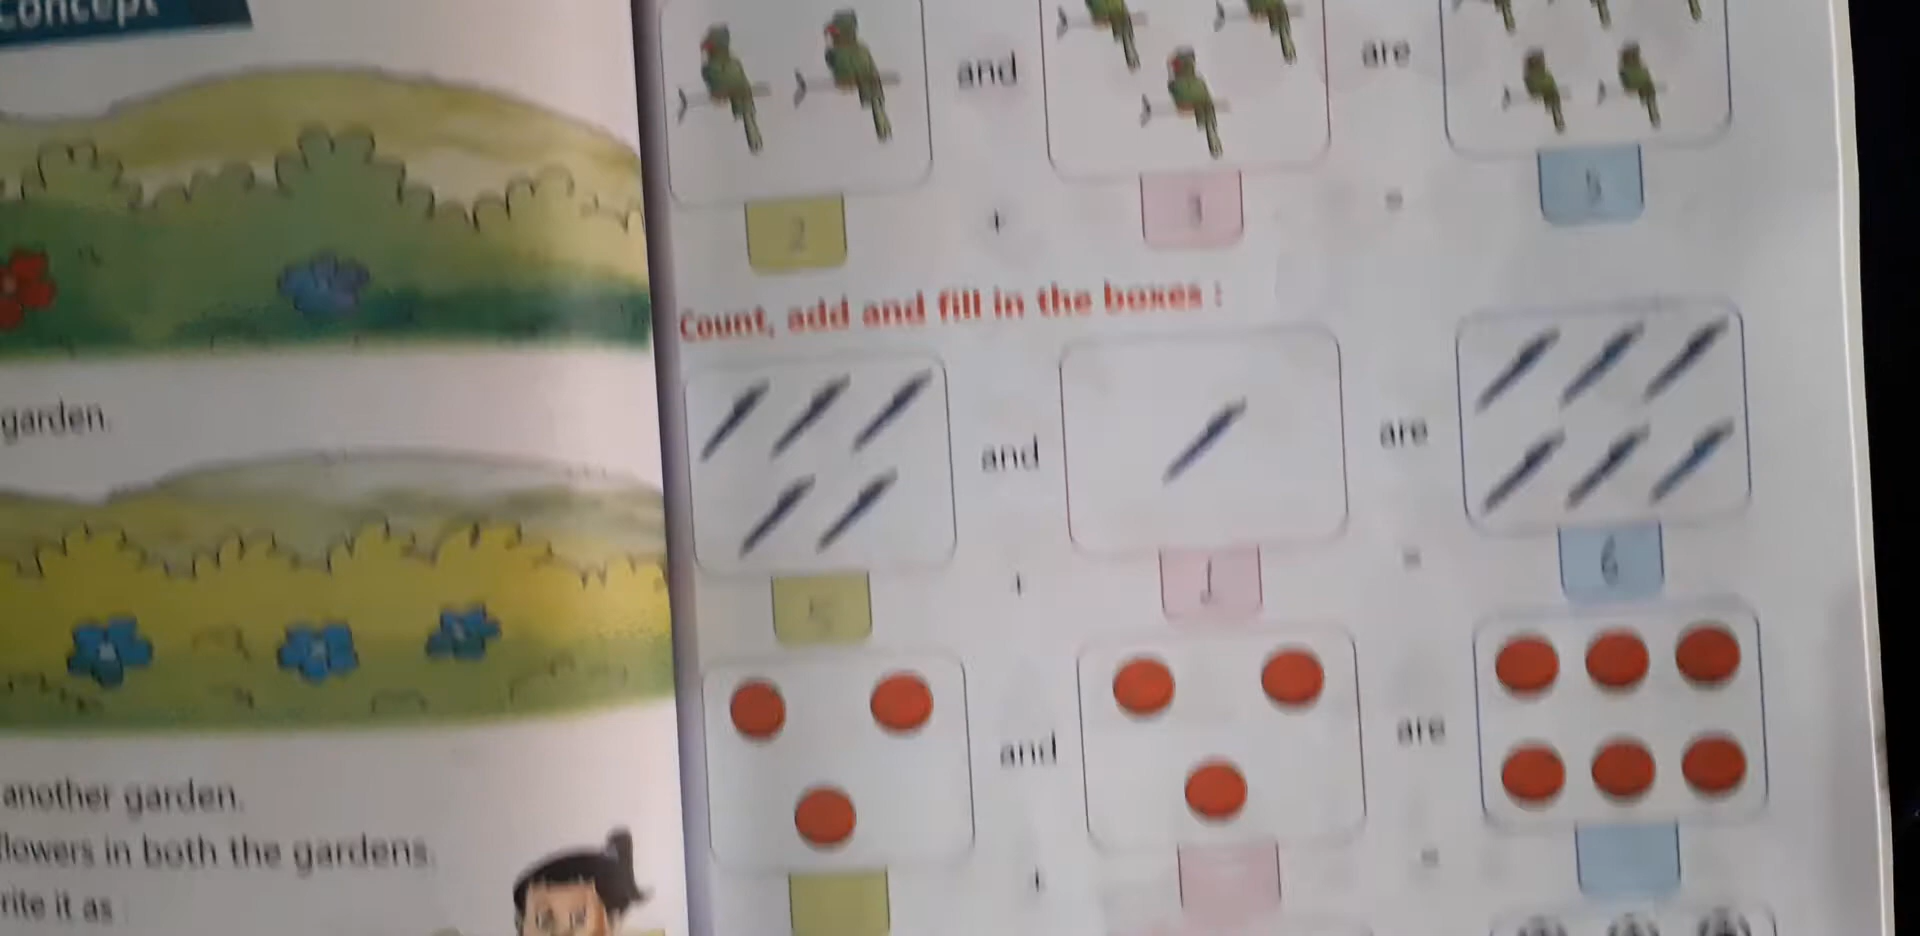 Concept
garden.
another garden.
flowers in both the gardens.
rite it as
and are
2 + 3 = 5
Count, add and fill in the boxes :
and are
5 + 1 = 6
and are
+ =